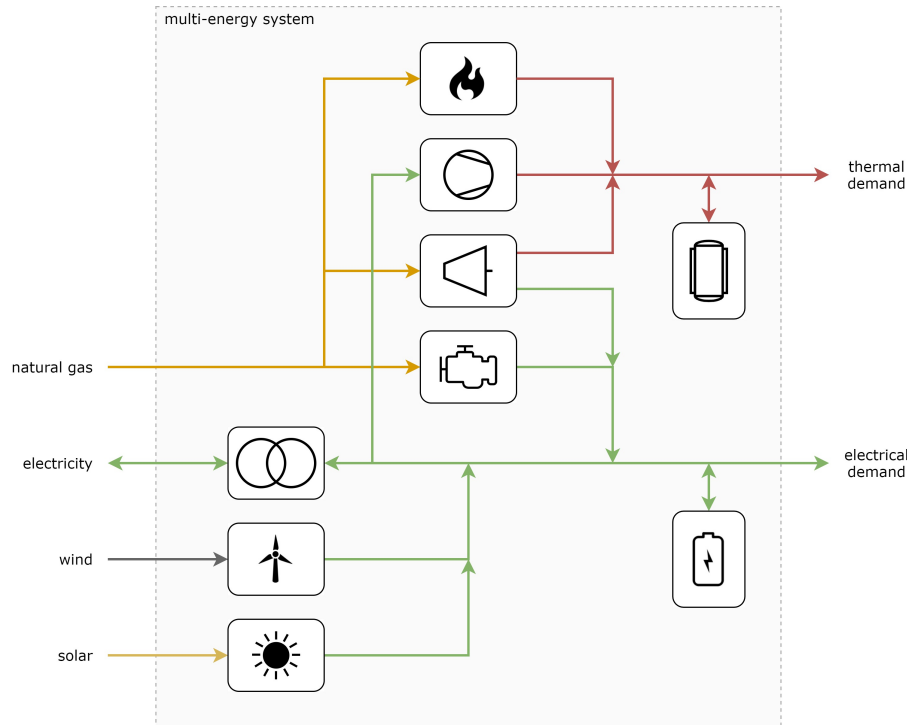 multi-energy system
thermal
demand
natural gas
electricity
electrical
demand
wind
solar